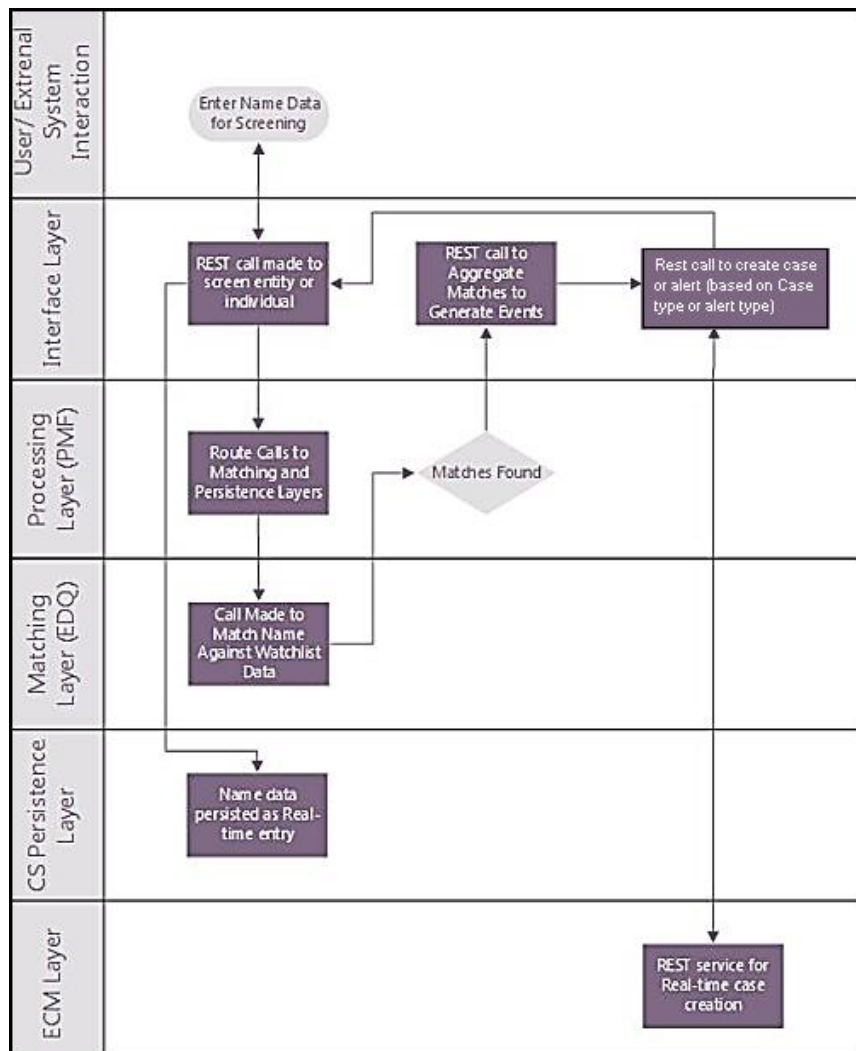 User/ Extrenal
System
Interaction
Enter Name Data
for Screening
Interface Layer
REST call made to
screen entity or
individual
REST call to
Aggregate
Matches to
Generate Events
Rest call to create case
or alert (based on Case
type or alert type)
Processing
Layer (PMF)
Route Calls to
Matching and
Persistence Layers
Matches Found
Matching
Layer (EDQ)
Call Made to
Match Name
Against Watchlist
Data
CS Persistence
Layer
Name data
persisted as Real-
time entry
ECM Layer
REST service for
Real-time case
creation